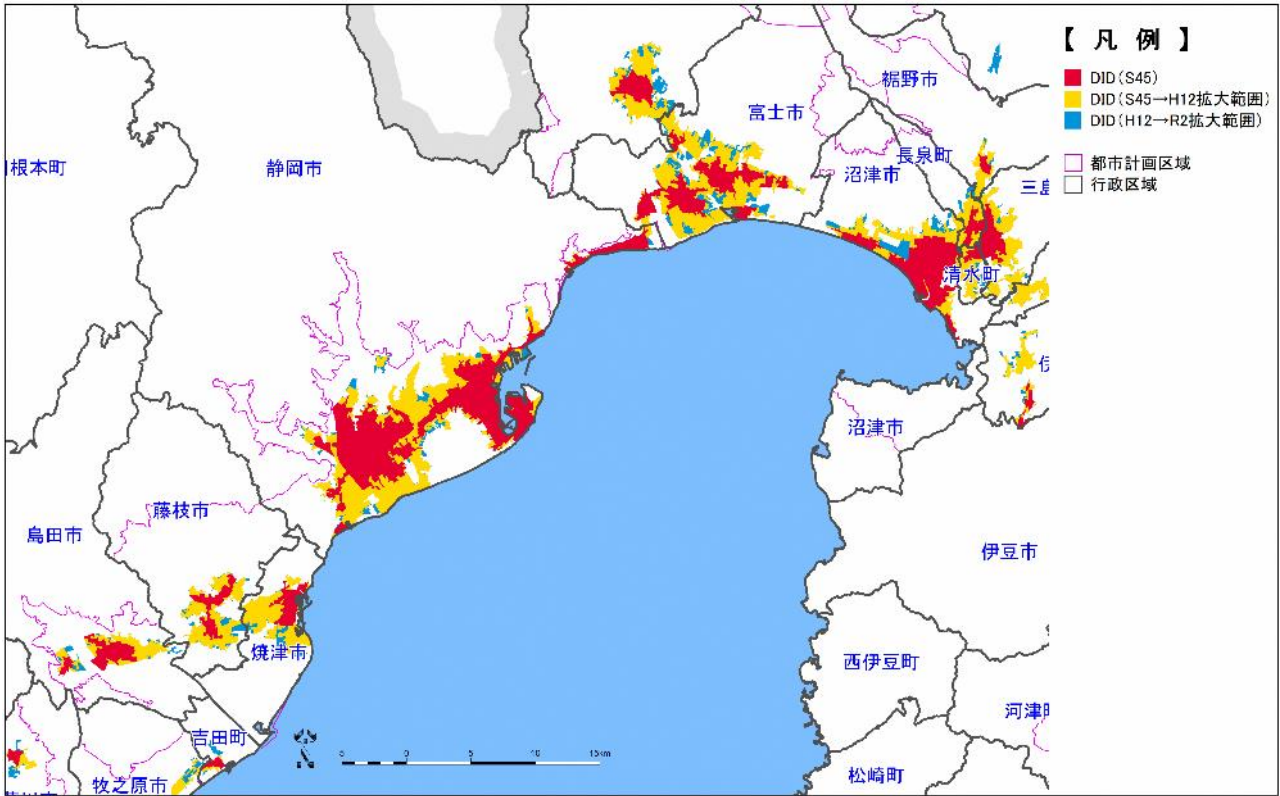 【 凡 例 】
DID(S45)
DID(S45→H12拡大範囲)
DID(H12→R2拡大範囲)
都市計画区域
行政区域
裾野市
富士市
長泉町
沼津市
根本町
静岡市
三島
清水町
伊
沼津市
藤枝市
島田市
伊豆市
焼津市
西伊豆町
河津町
吉田町
牧之原市
松崎町
5 0 5 10 15km